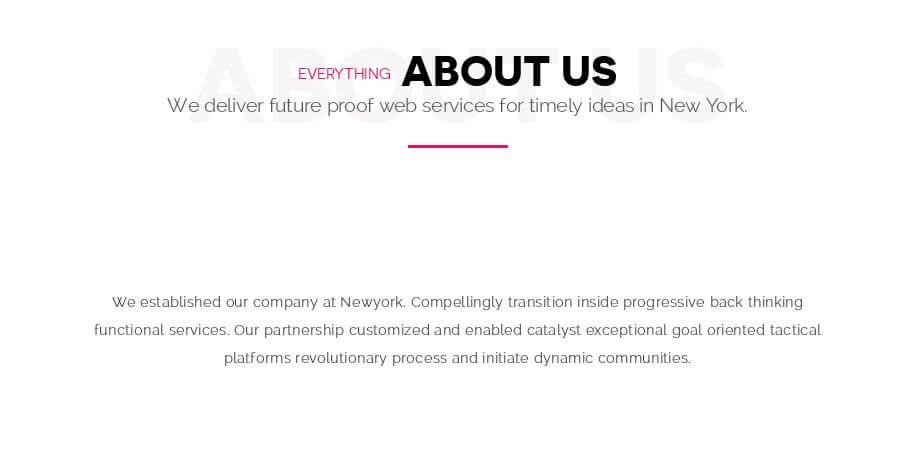 ABOUT US
EVERYTHING ABOUT US
We deliver future proof web services for timely ideas in New York.
We established our company at Newyork. Compellingly transition inside progressive back thinking
functional services. Our partnership customized and enabled catalyst exceptional goal oriented tactical
platforms revolutionary process and initiate dynamic communities.